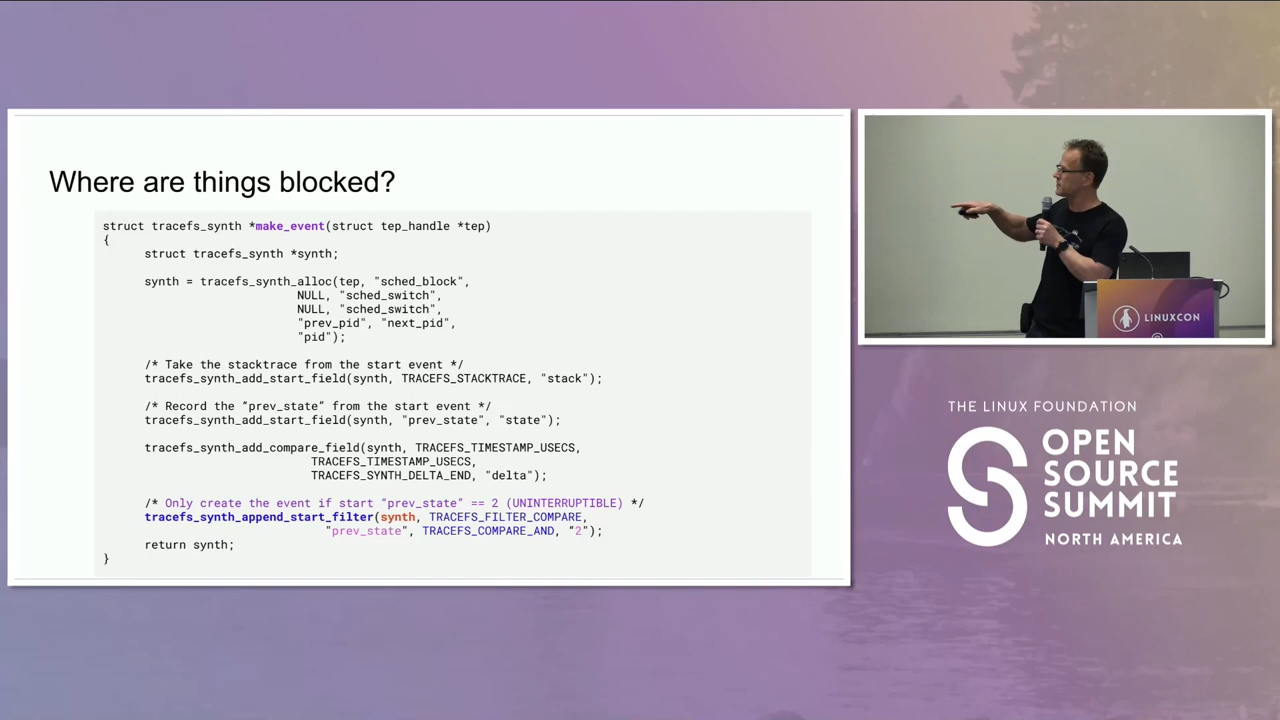 Where are things blocked?
struct tracefs_synth *make_event(struct tep_handle *tep)
{
struct tracefs_synth *synth;
synth = tracefs_synth_alloc(tep, "sched_block",
NULL, "sched_switch",
NULL, "sched_switch",
"prev_pid", "next_pid",
"pid");
/* Take the stacktrace from the start event */
tracefs_synth_add_start_field(synth, TRACEFS_STACKTRACE, "stack");
/* Record the “prev_state” from the start event */
tracefs_synth_add_start_field(synth, "prev_state", "state");
tracefs_synth_add_compare_field(synth, TRACEFS_TIMESTAMP_USECS,
TRACEFS_TIMESTAMP_USECS,
TRACEFS_SYNTH_DELTA_END, "delta");
/* Only create the event if start “prev_state” == 2 (UNINTERRUPTIBLE) */
tracefs_synth_append_start_filter(synth, TRACEFS_FILTER_COMPARE,
"prev_state", TRACEFS_COMPARE_AND, “2”);
return synth;
}
LINUXCON
THE LINUX FOUNDATION
OPEN
SOURCE
SUMMIT
NORTH AMERICA